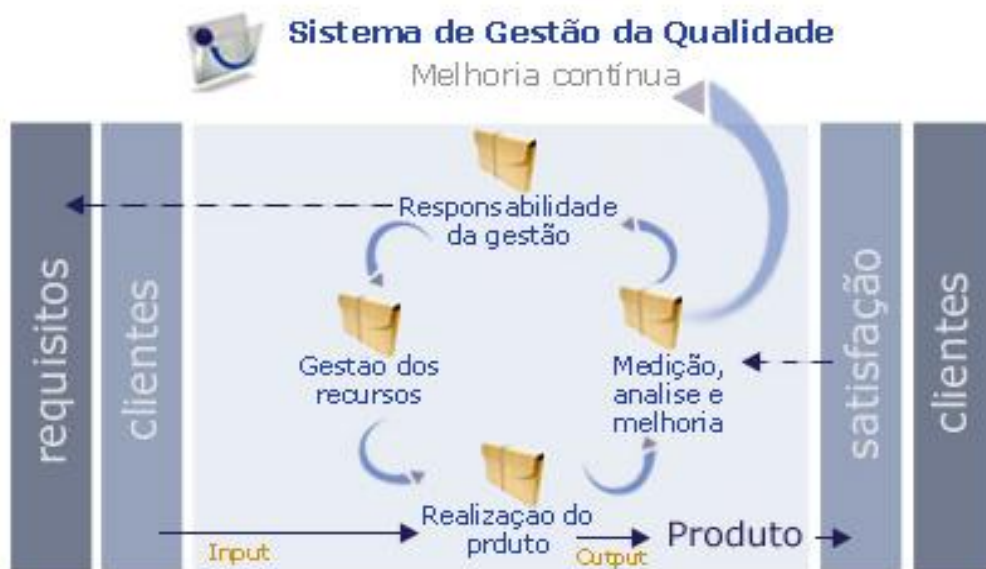 Sistema de Gestão da Qualidade
Melhoria contínua
requisitos
clientes
Responsabilidade
da gestão
Gestao dos
recursos
Medição,
analise e
melhoria
Realização do
prduto
Input
Output
Produto
satisfação
clientes